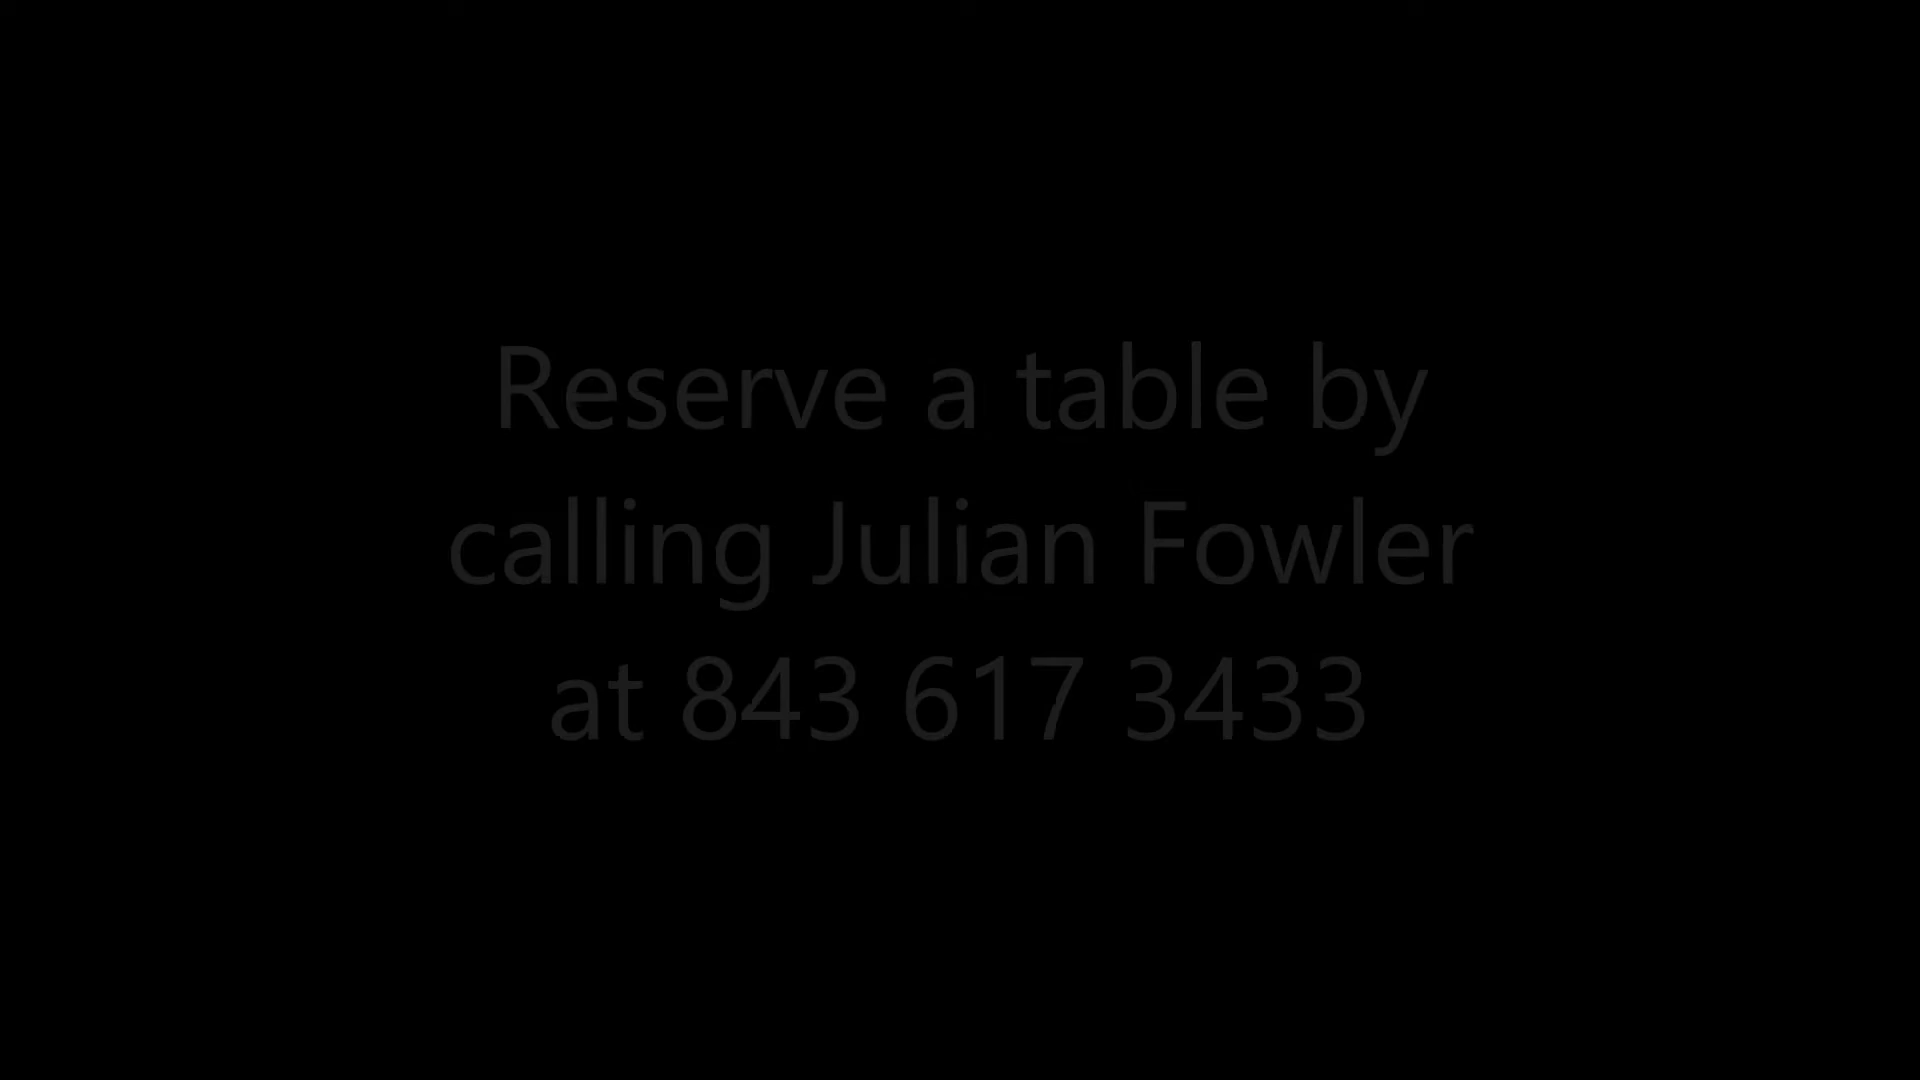 Reserve a table by
calling Julian Fowler
at 843 617 3433